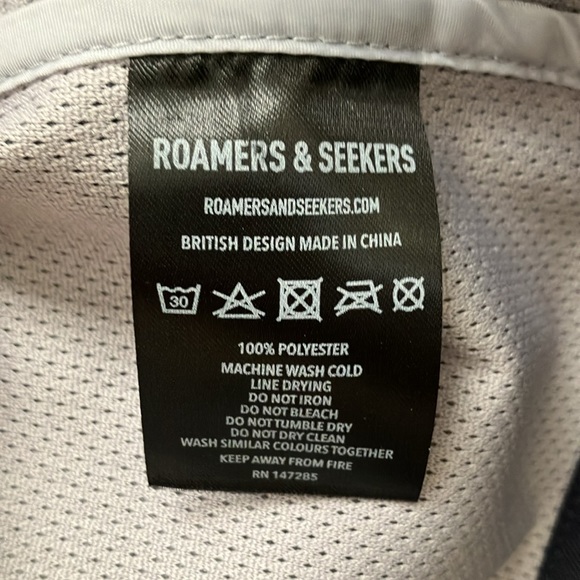 ROAMERS & SEEKERS
ROAMERSANDSEEKERS.COM
BRITISH DESIGN MADE IN CHINA
30
100% POLYESTER
MACHINE WASH COLD
LINE DRYING
DO NOT IRON
DO NOT BLEACH
DO NOT TUMBLE DRY
DO NOT DRY CLEAN
WASH SIMILAR COLOURS TOGETHER
KEEP AWAY FROM FIRE
RN 147285